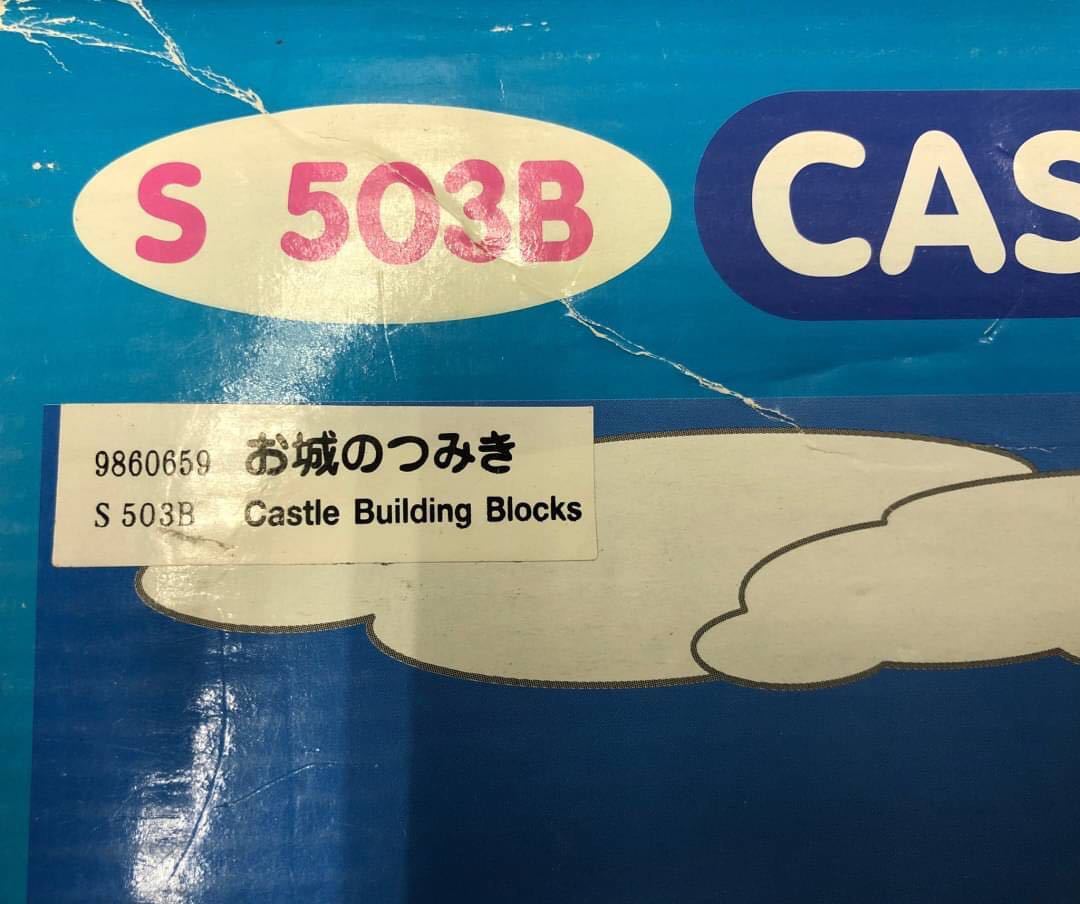 S 503B
CAS
9860659 お城のつみき
S 503B Castle Building Blocks